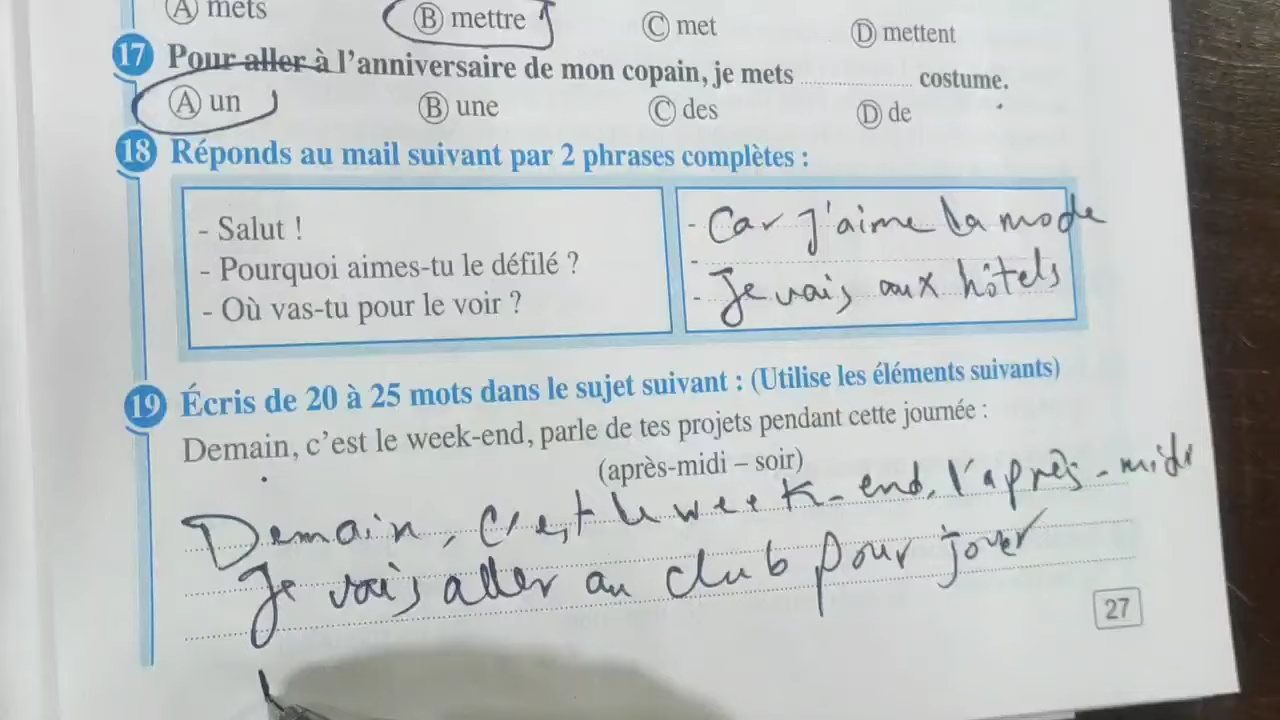 Ⓐ mets Ⓑ mettre Ⓒ met Ⓓ mettent
17 Pour aller à l'anniversaire de mon copain, je mets ............ costume.
Ⓐ un Ⓑ une Ⓒ des Ⓓ de
18 Réponds au mail suivant par 2 phrases complètes :
- Salut !
- Pourquoi aimes-tu le défilé ?
- Où vas-tu pour le voir ?
- Car J'aime la mode
-
- Je vais aux hôtels
19 Écris de 20 à 25 mots dans le sujet suivant : (Utilise les éléments suivants)
Demain, c'est le week-end, parle de tes projets pendant cette journée :
(après-midi – soir)
Demain, c'est le week-end, l'après-midi
Je vais aller au club pour jouer
27